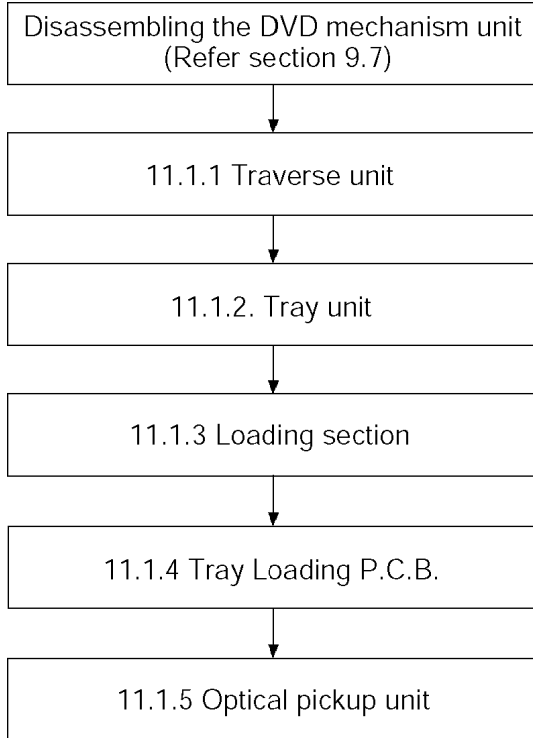 Disassembling the DVD mechanism unit
(Refer section 9.7)
11.1.1 Traverse unit
11.1.2. Tray unit
11.1.3 Loading section
11.1.4 Tray Loading P.C.B.
11.1.5 Optical pickup unit